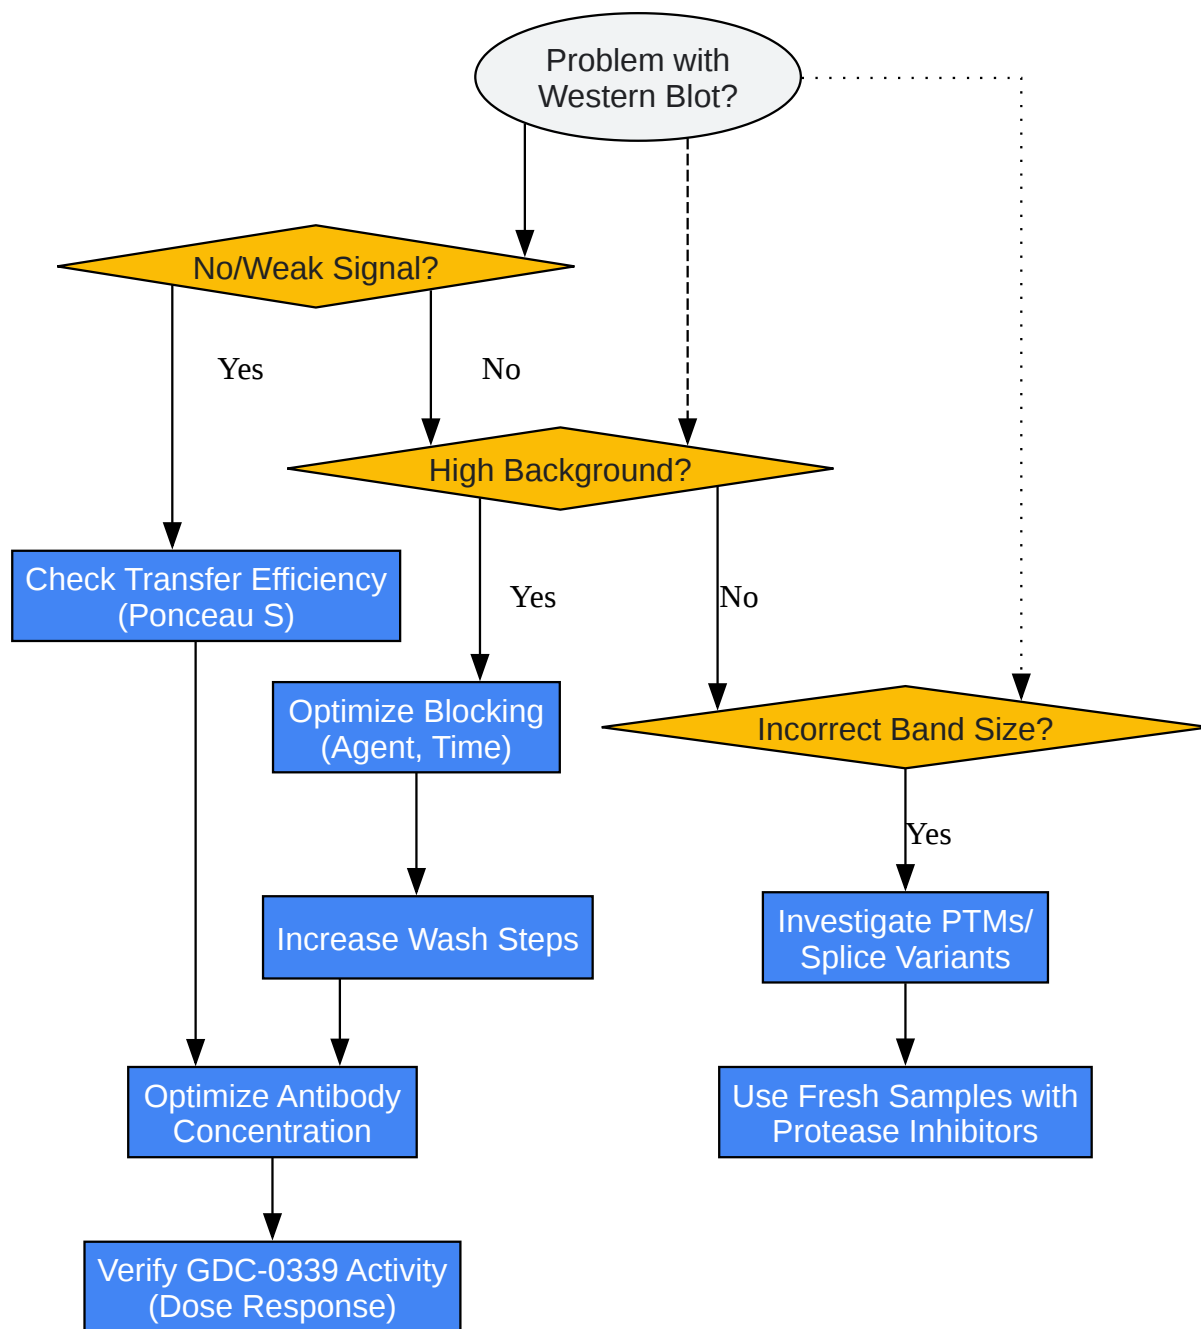 Problem with
Western Blot?
No/Weak Signal?
Yes
No
High Background?
Check Transfer Efficiency
(Ponceau S)
Yes
No
Optimize Blocking
(Agent, Time)
Incorrect Band Size?
Yes
Increase Wash Steps
Investigate PTMs/
Splice Variants
Optimize Antibody
Concentration
Use Fresh Samples with
Protease Inhibitors
Verify GDC-0339 Activity
(Dose Response)